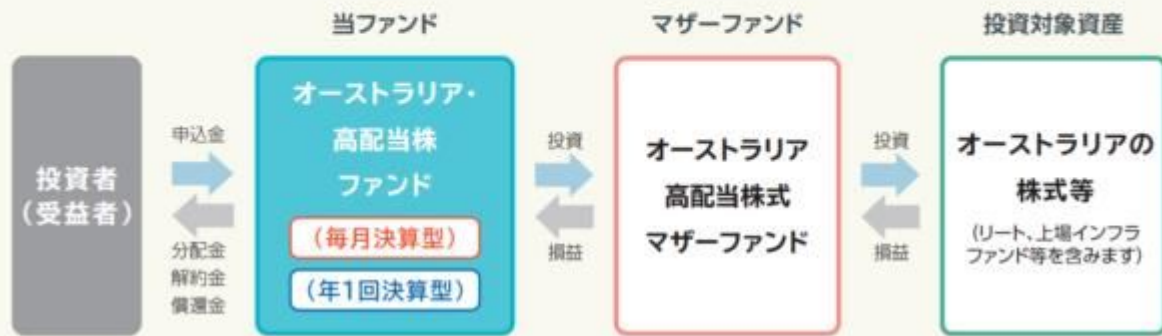 当ファンド
マザーファンド
投資対象資産
投資者
（受益者）
申込金
分配金
解約金
償還金
オーストラリア・
高配当株
ファンド
（毎月決算型）
（年1回決算型）
投資
損益
オーストラリア
高配当株式
マザーファンド
投資
損益
オーストラリアの
株式等
（リート、上場インフラ
ファンド等を含みます）